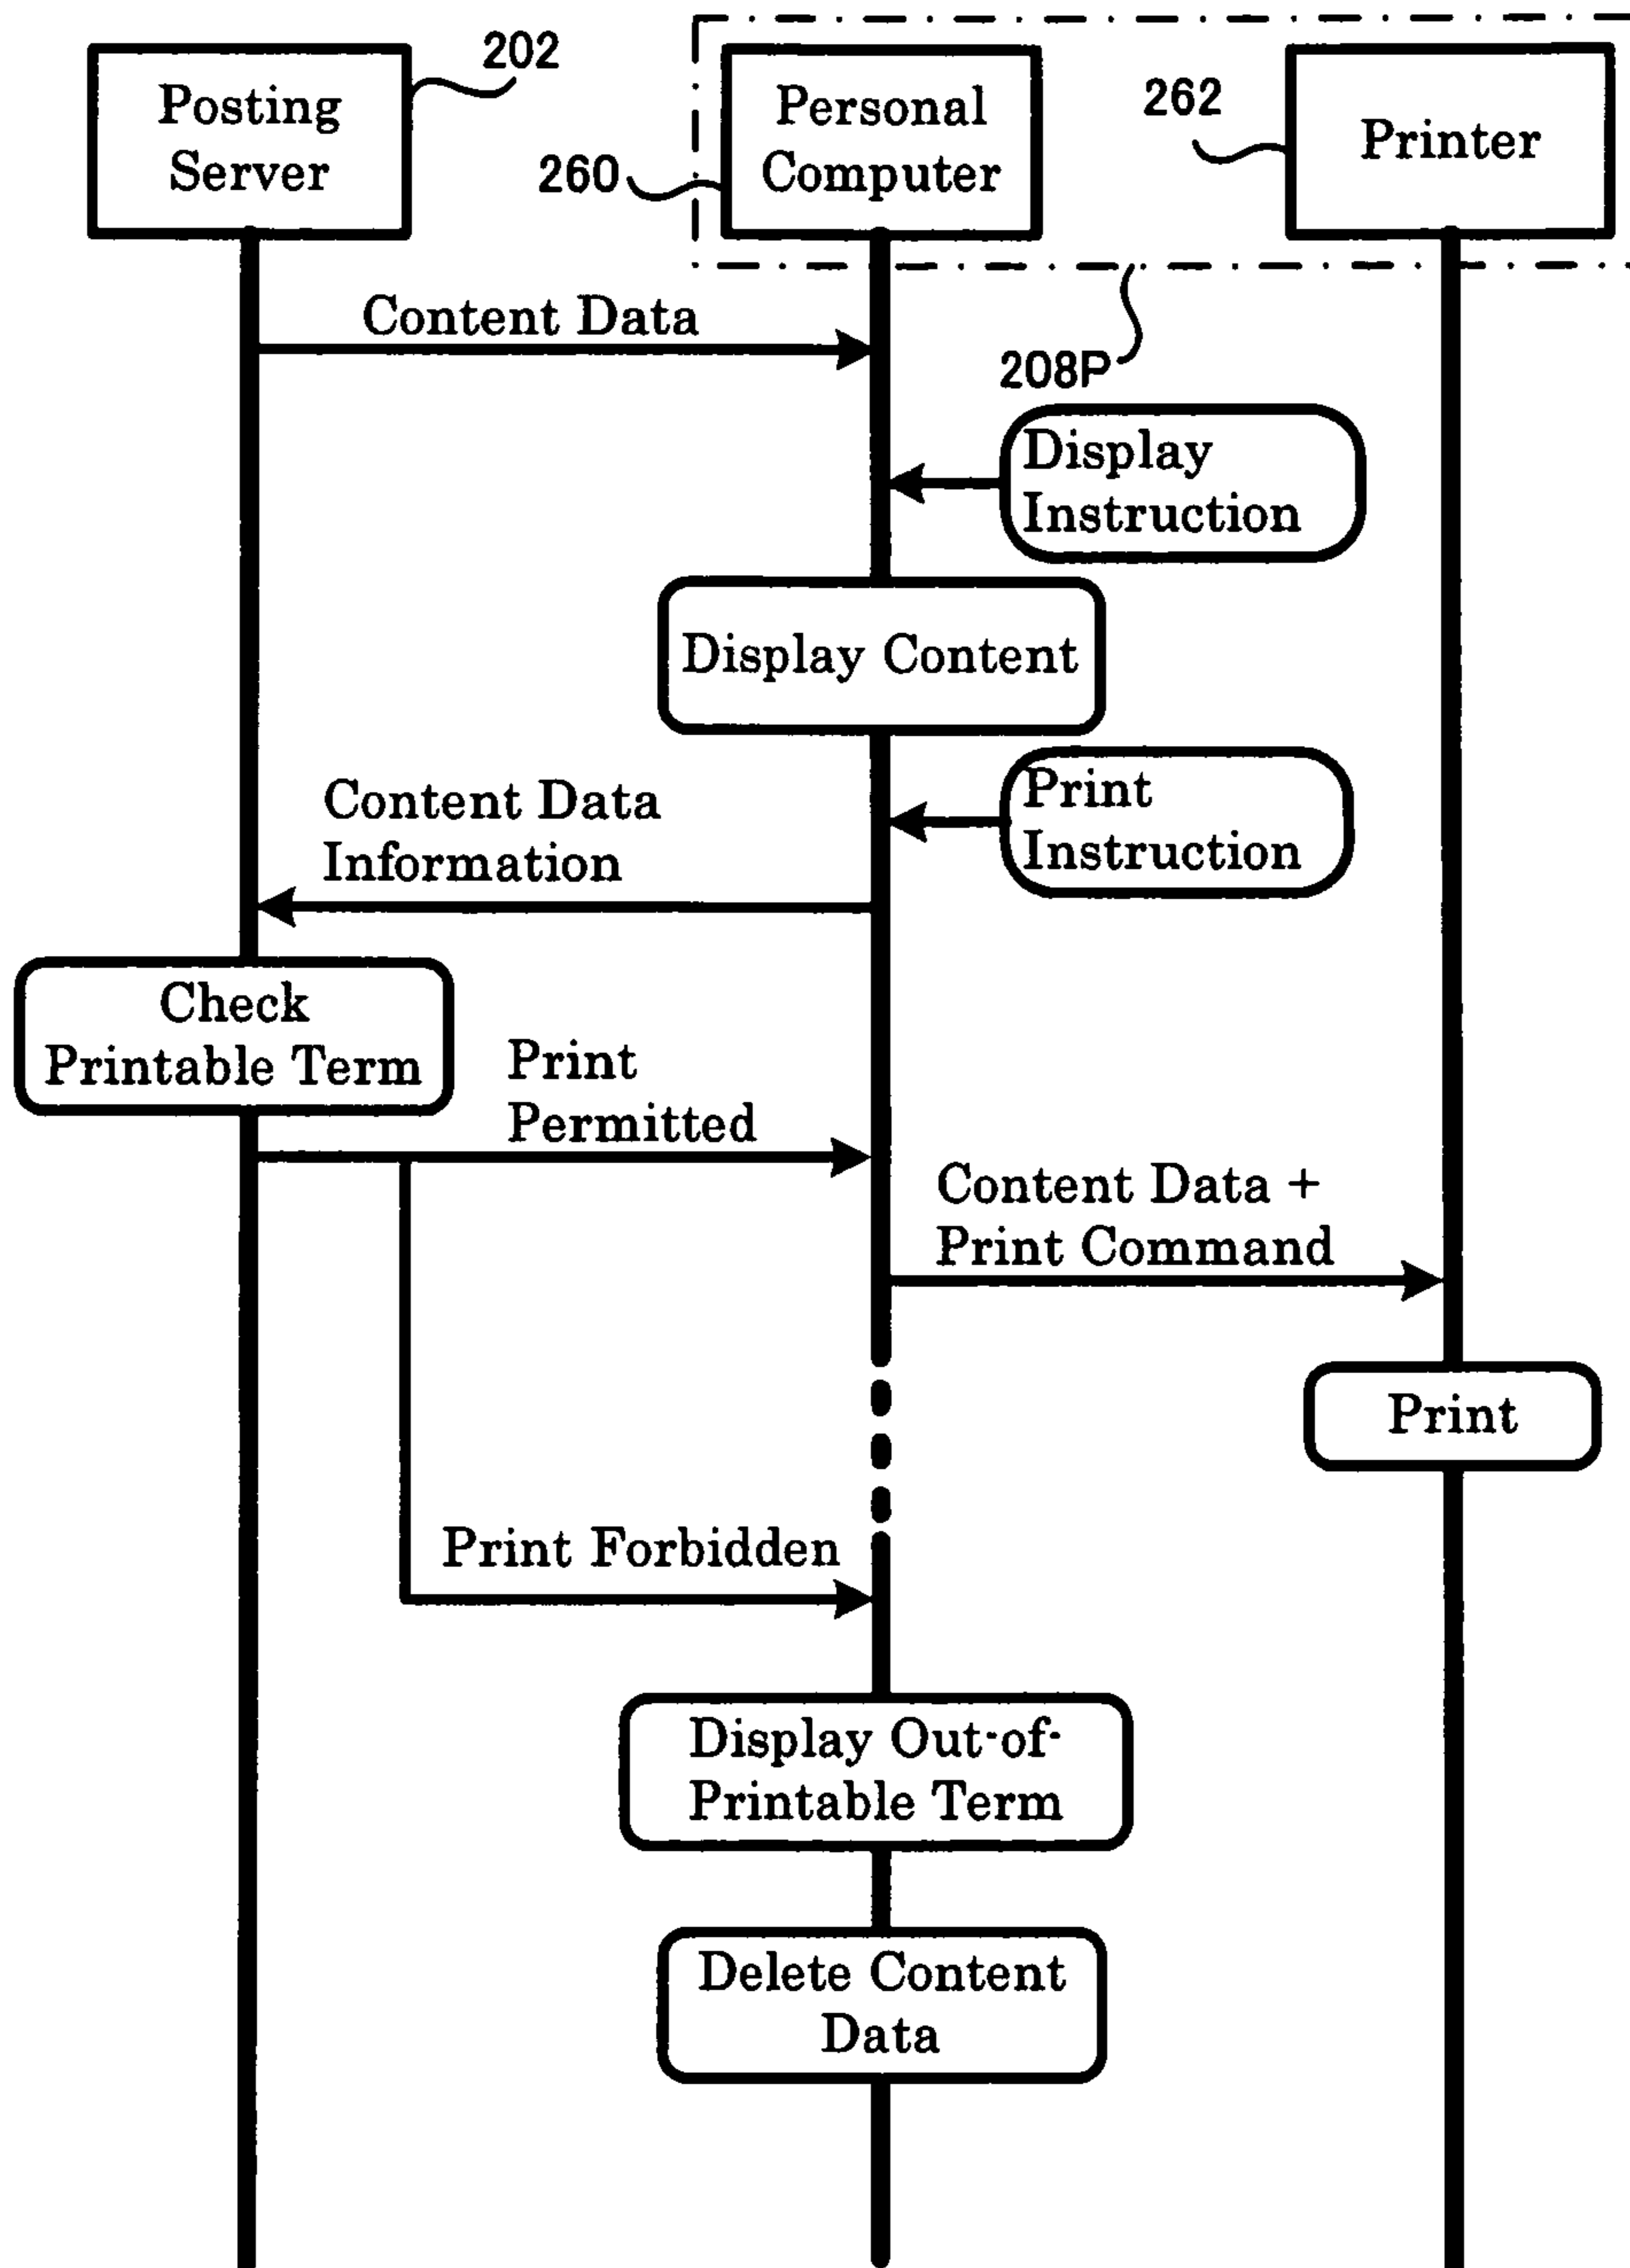 202
Posting
Server
260
Personal
Computer
262
Printer
208P
Content Data
Display
Instruction
Display Content
Print
Instruction
Content Data
Information
Check
Printable Term
Print
Permitted
Content Data +
Print Command
Print
Print Forbidden
Display Out-of-
Printable Term
Delete Content
Data